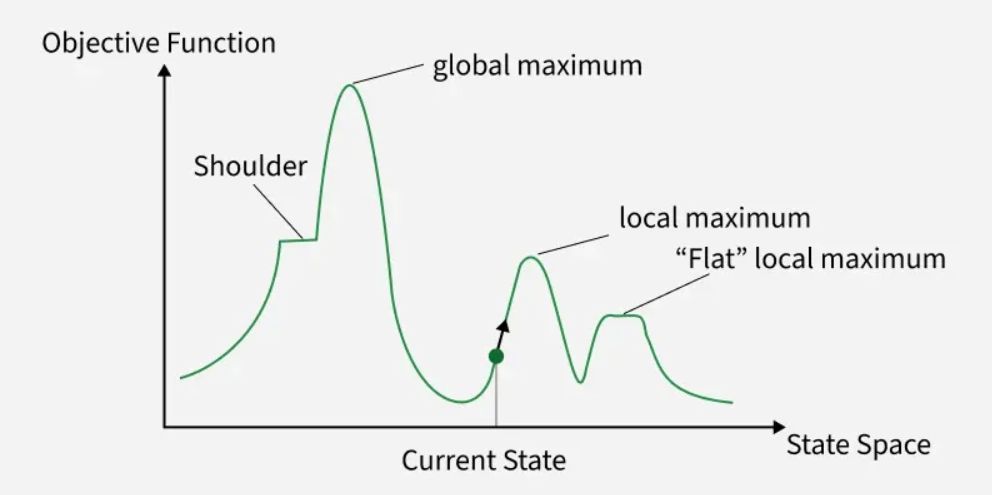 Objective Function
global maximum
Shoulder
local maximum
“Flat” local maximum
State Space
Current State